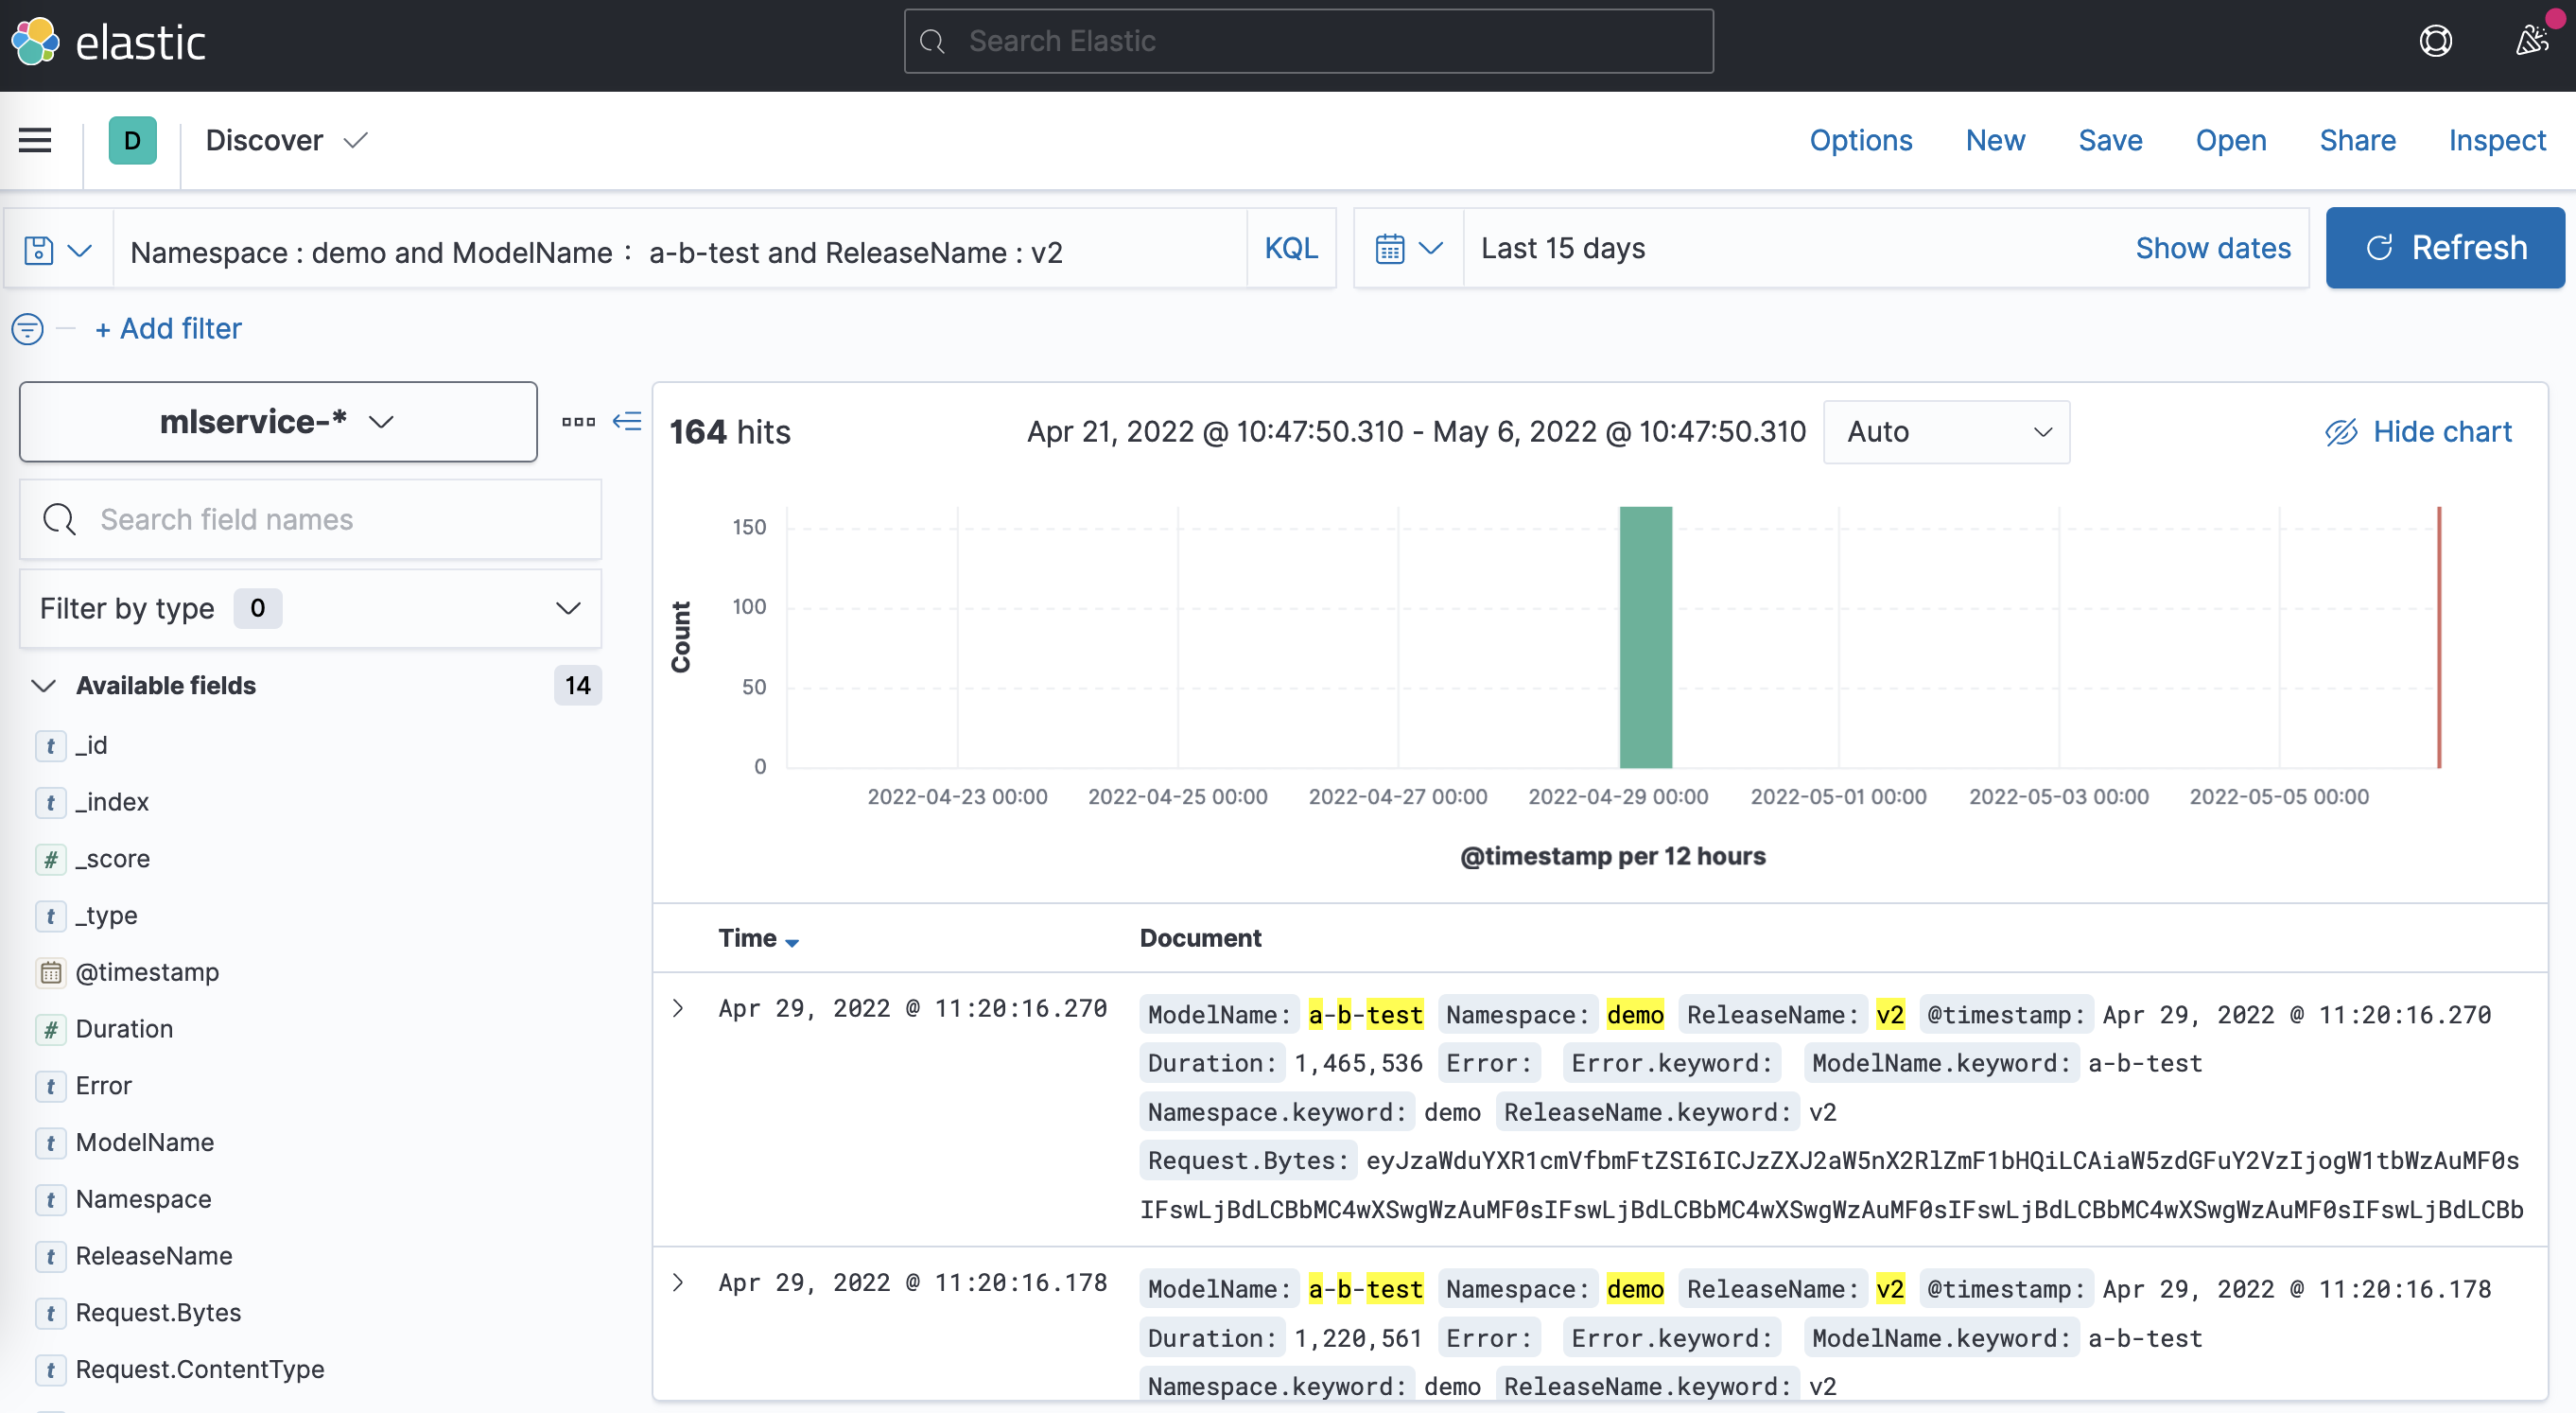 elastic
Search Elastic
D
Discover
Options New Save Open Share Inspect
Namespace : demo and ModelName : a-b-test and ReleaseName : v2
KQL
Last 15 days
Show dates
Refresh
+ Add filter
mlservice-*
Search field names
Filter by type 0
Available fields 14
t _id
t _index
# _score
t _type
@timestamp
# Duration
t Error
t ModelName
t Namespace
t ReleaseName
t Request.Bytes
t Request.ContentType
164 hits
Apr 21, 2022 @ 10:47:50.310 - May 6, 2022 @ 10:47:50.310
Auto
Hide chart
Count
150
100
50
0
2022-04-23 00:00 2022-04-25 00:00 2022-04-27 00:00 2022-04-29 00:00 2022-05-01 00:00 2022-05-03 00:00 2022-05-05 00:00
@timestamp per 12 hours
Time Document
Apr 29, 2022 @ 11:20:16.270
ModelName: a-b-test Namespace: demo ReleaseName: v2 @timestamp: Apr 29, 2022 @ 11:20:16.270
Duration: 1,465,536 Error: Error.keyword: ModelName.keyword: a-b-test
Namespace.keyword: demo ReleaseName.keyword: v2
Request.Bytes: eyJzaWduYXR1cmVfbmFtZSI6ICJzZXJ2aW5nX2RlZmF1bHQiLCAiaW5zdGFuY2VzIjogW1tbWzAuMF0s
IFswLjBdLCBbMC4wXSwgWzAuMF0sIFswLjBdLCBbMC4wXSwgWzAuMF0sIFswLjBdLCBbMC4wXSwgWzAuMF0sIFswLjBdLCBb
Apr 29, 2022 @ 11:20:16.178
ModelName: a-b-test Namespace: demo ReleaseName: v2 @timestamp: Apr 29, 2022 @ 11:20:16.178
Duration: 1,220,561 Error: Error.keyword: ModelName.keyword: a-b-test
Namespace.keyword: demo ReleaseName.keyword: v2